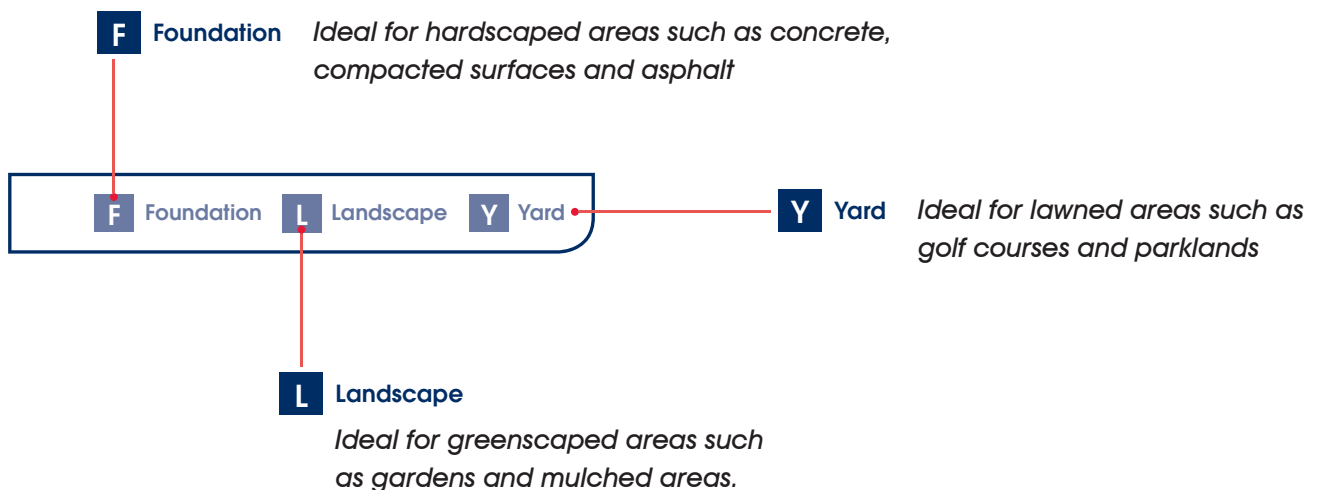 F Foundation Ideal for hardscaped areas such as concrete,
compacted surfaces and asphalt
F Foundation L Landscape Y Yard
Y Yard Ideal for lawned areas such as
golf courses and parklands
L Landscape
Ideal for greenscaped areas such
as gardens and mulched areas.